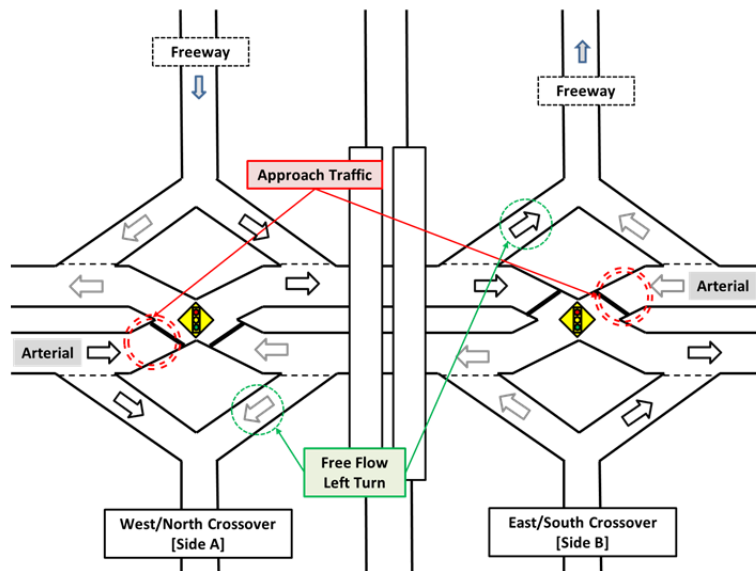 Freeway
Freeway
Approach Traffic
Arterial
Arterial
Free Flow
Left Turn
West/North Crossover
[Side A]
East/South Crossover
[Side B]